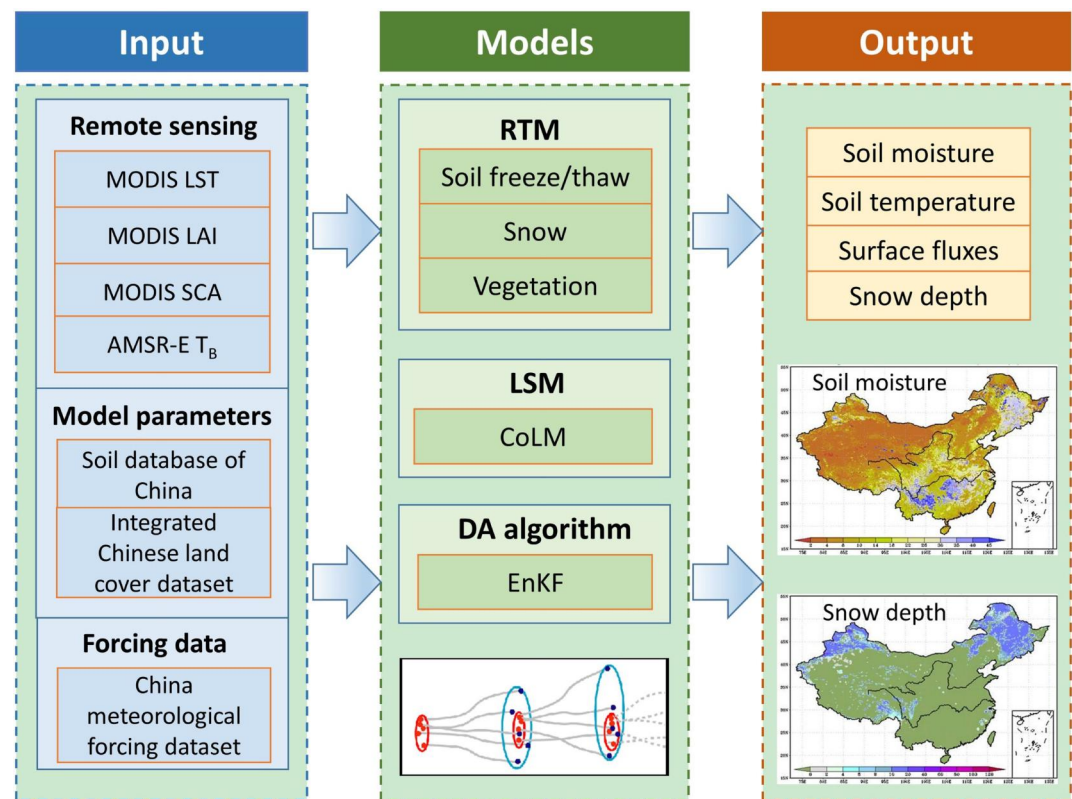 Input
Remote sensing
MODIS LST
MODIS LAI
MODIS SCA
AMSR-E T_B
Model parameters
Soil database of
China
Integrated
Chinese land
cover dataset
Forcing data
China
meteorological
forcing dataset
Models
RTM
Soil freeze/thaw
Snow
Vegetation
LSM
CoLM
DA algorithm
EnKF
Output
Soil moisture
Soil temperature
Surface fluxes
Snow depth
Soil moisture
Snow depth